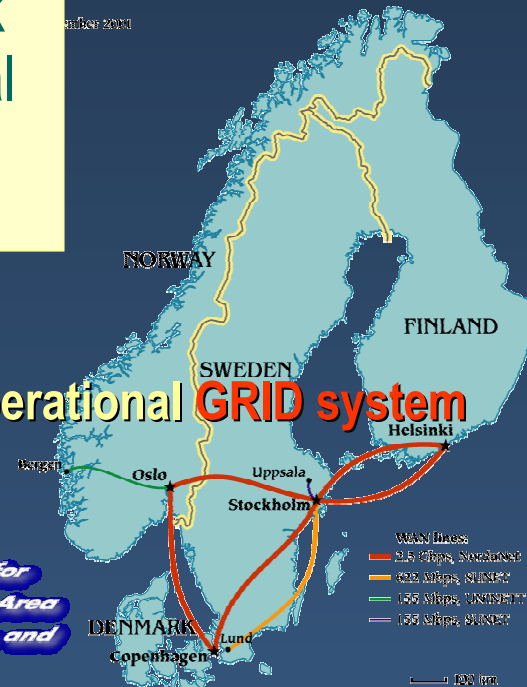 2001
al
NORWAY
FINLAND
SWEDEN
erational GRID system
Helsinki
Bergen
Oslo
Uppsala
Stockholm
WAN lines:
2.5 Gbps, NorduNet
622 Mbps, SUNET
155 Mbps, UNINETT
155 Mbps, SUNET
for
Area
and
DENMARK
Lund
Copenhagen
100 km